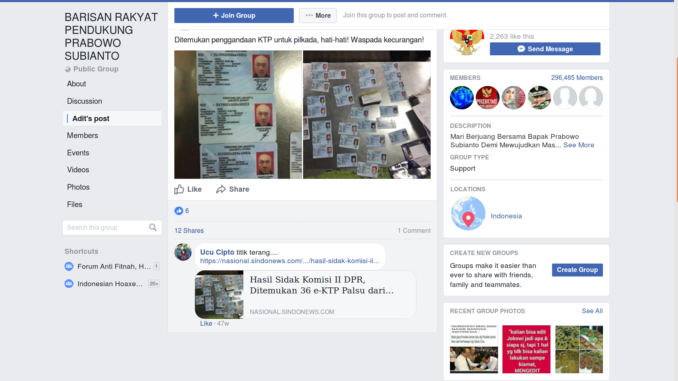 BARISAN RAKYAT
PENDUKUNG
PRABOWO
SUBIANTO
Public Group
About
Discussion
Adit's post
Members
Events
Videos
Photos
Files
Search this group
Shortcuts
Forum Anti Fitnah, H... 1
Indonesian Hoaxe... 20+
+ Join Group
... More
Join this group to post and comment.
Ditemukan penggandaan KTP untuk pilkada, hati-hati! Waspada kecurangan!
Like
Share
6
12 Shares
1 Comment
Ucu Cipto titik terang....
https://nasional.sindonews.com/.../hasil-sidak-komisi-ii...
Hasil Sidak Komisi II DPR,
Ditemukan 36 e-KTP Palsu dari...
NASIONAL.SINDONEWS.COM
Like · 47w
2,263 like this
Send Message
MEMBERS
296,485 Members
DESCRIPTION
Mari Berjuang Bersama Bapak Prabowo
Subianto Demi Mewujudkan Mas... See More
GROUP TYPE
Support
LOCATIONS
Indonesia
CREATE NEW GROUPS
Groups make it easier than
ever to share with friends,
family and teammates.
Create Group
RECENT GROUP PHOTOS
See All
"kalian bisa edit
Jokowi jadi apa &
siapa sj, tapi 1 hal
yg tdk bisa kalian
lakukan sampe
kiamat,
MENGEDIT